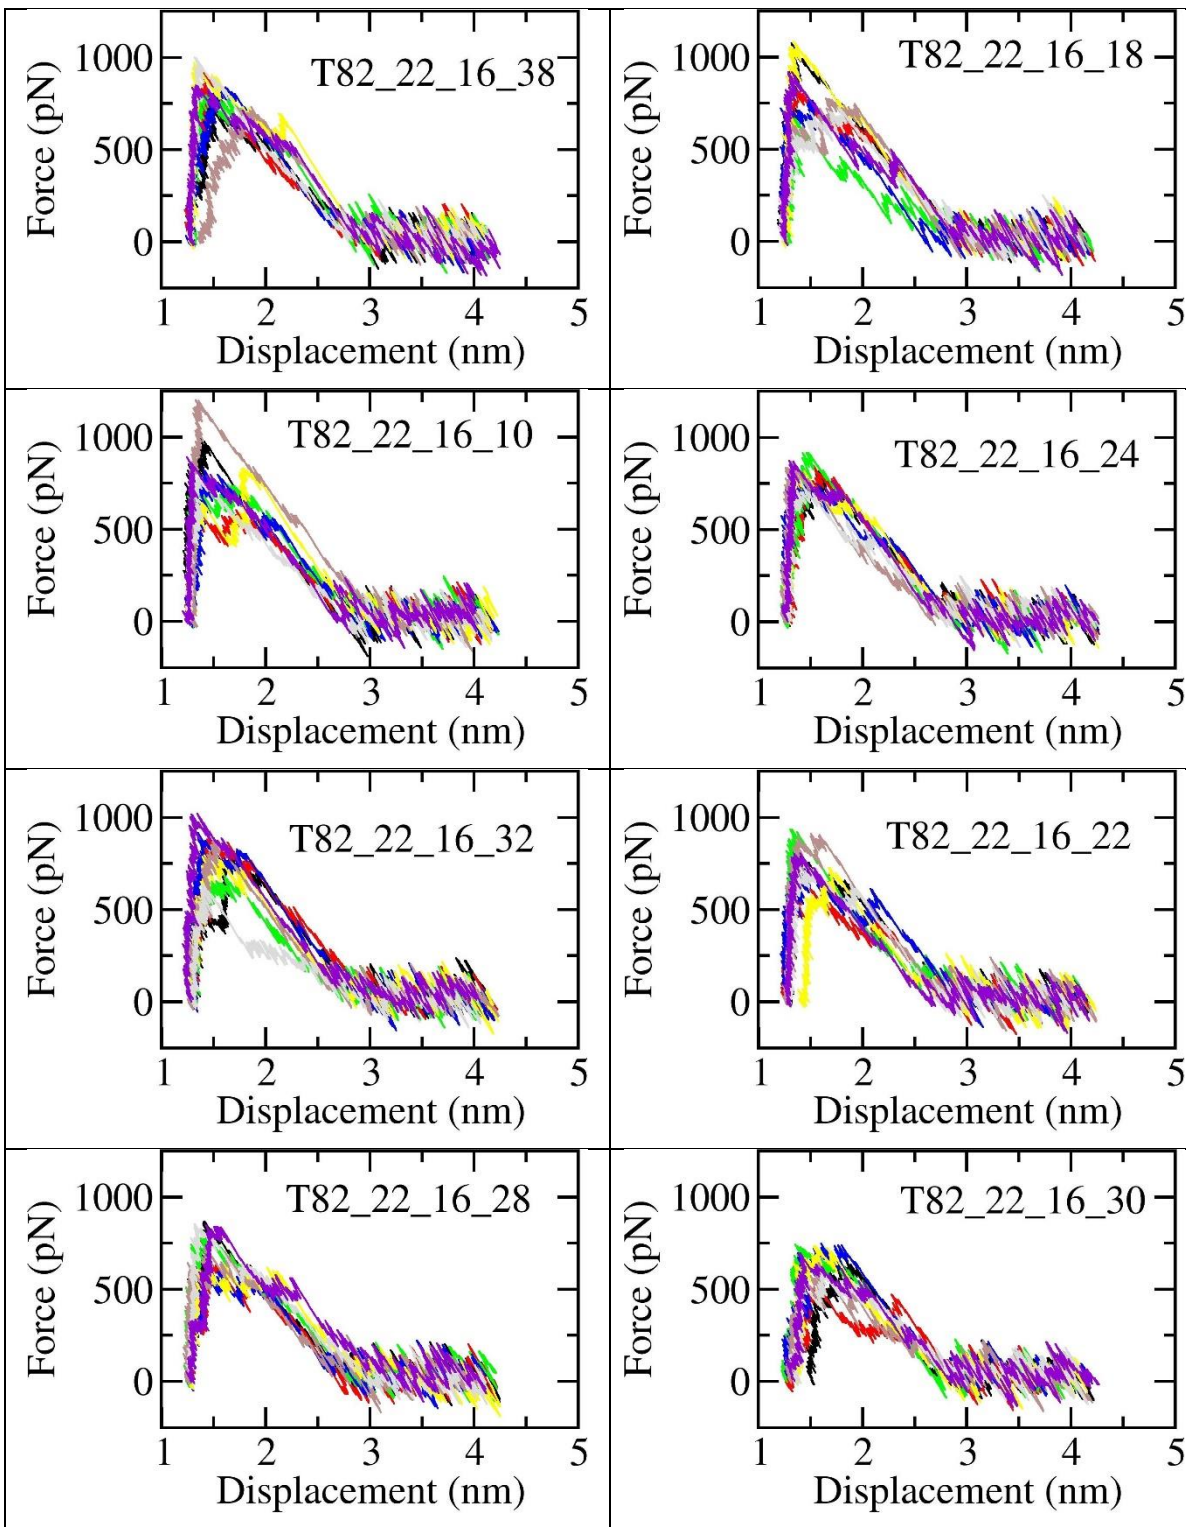 T82_22_16_38
Force (pN)
1000
500
0
1 2 3 4 5
Displacement (nm)
T82_22_16_18
Force (pN)
1000
500
0
1 2 3 4 5
Displacement (nm)
T82_22_16_10
Force (pN)
1000
500
0
1 2 3 4 5
Displacement (nm)
T82_22_16_24
Force (pN)
1000
500
0
1 2 3 4 5
Displacement (nm)
T82_22_16_32
Force (pN)
1000
500
0
1 2 3 4 5
Displacement (nm)
T82_22_16_22
Force (pN)
1000
500
0
1 2 3 4 5
Displacement (nm)
T82_22_16_28
Force (pN)
1000
500
0
1 2 3 4 5
Displacement (nm)
T82_22_16_30
Force (pN)
1000
500
0
1 2 3 4 5
Displacement (nm)